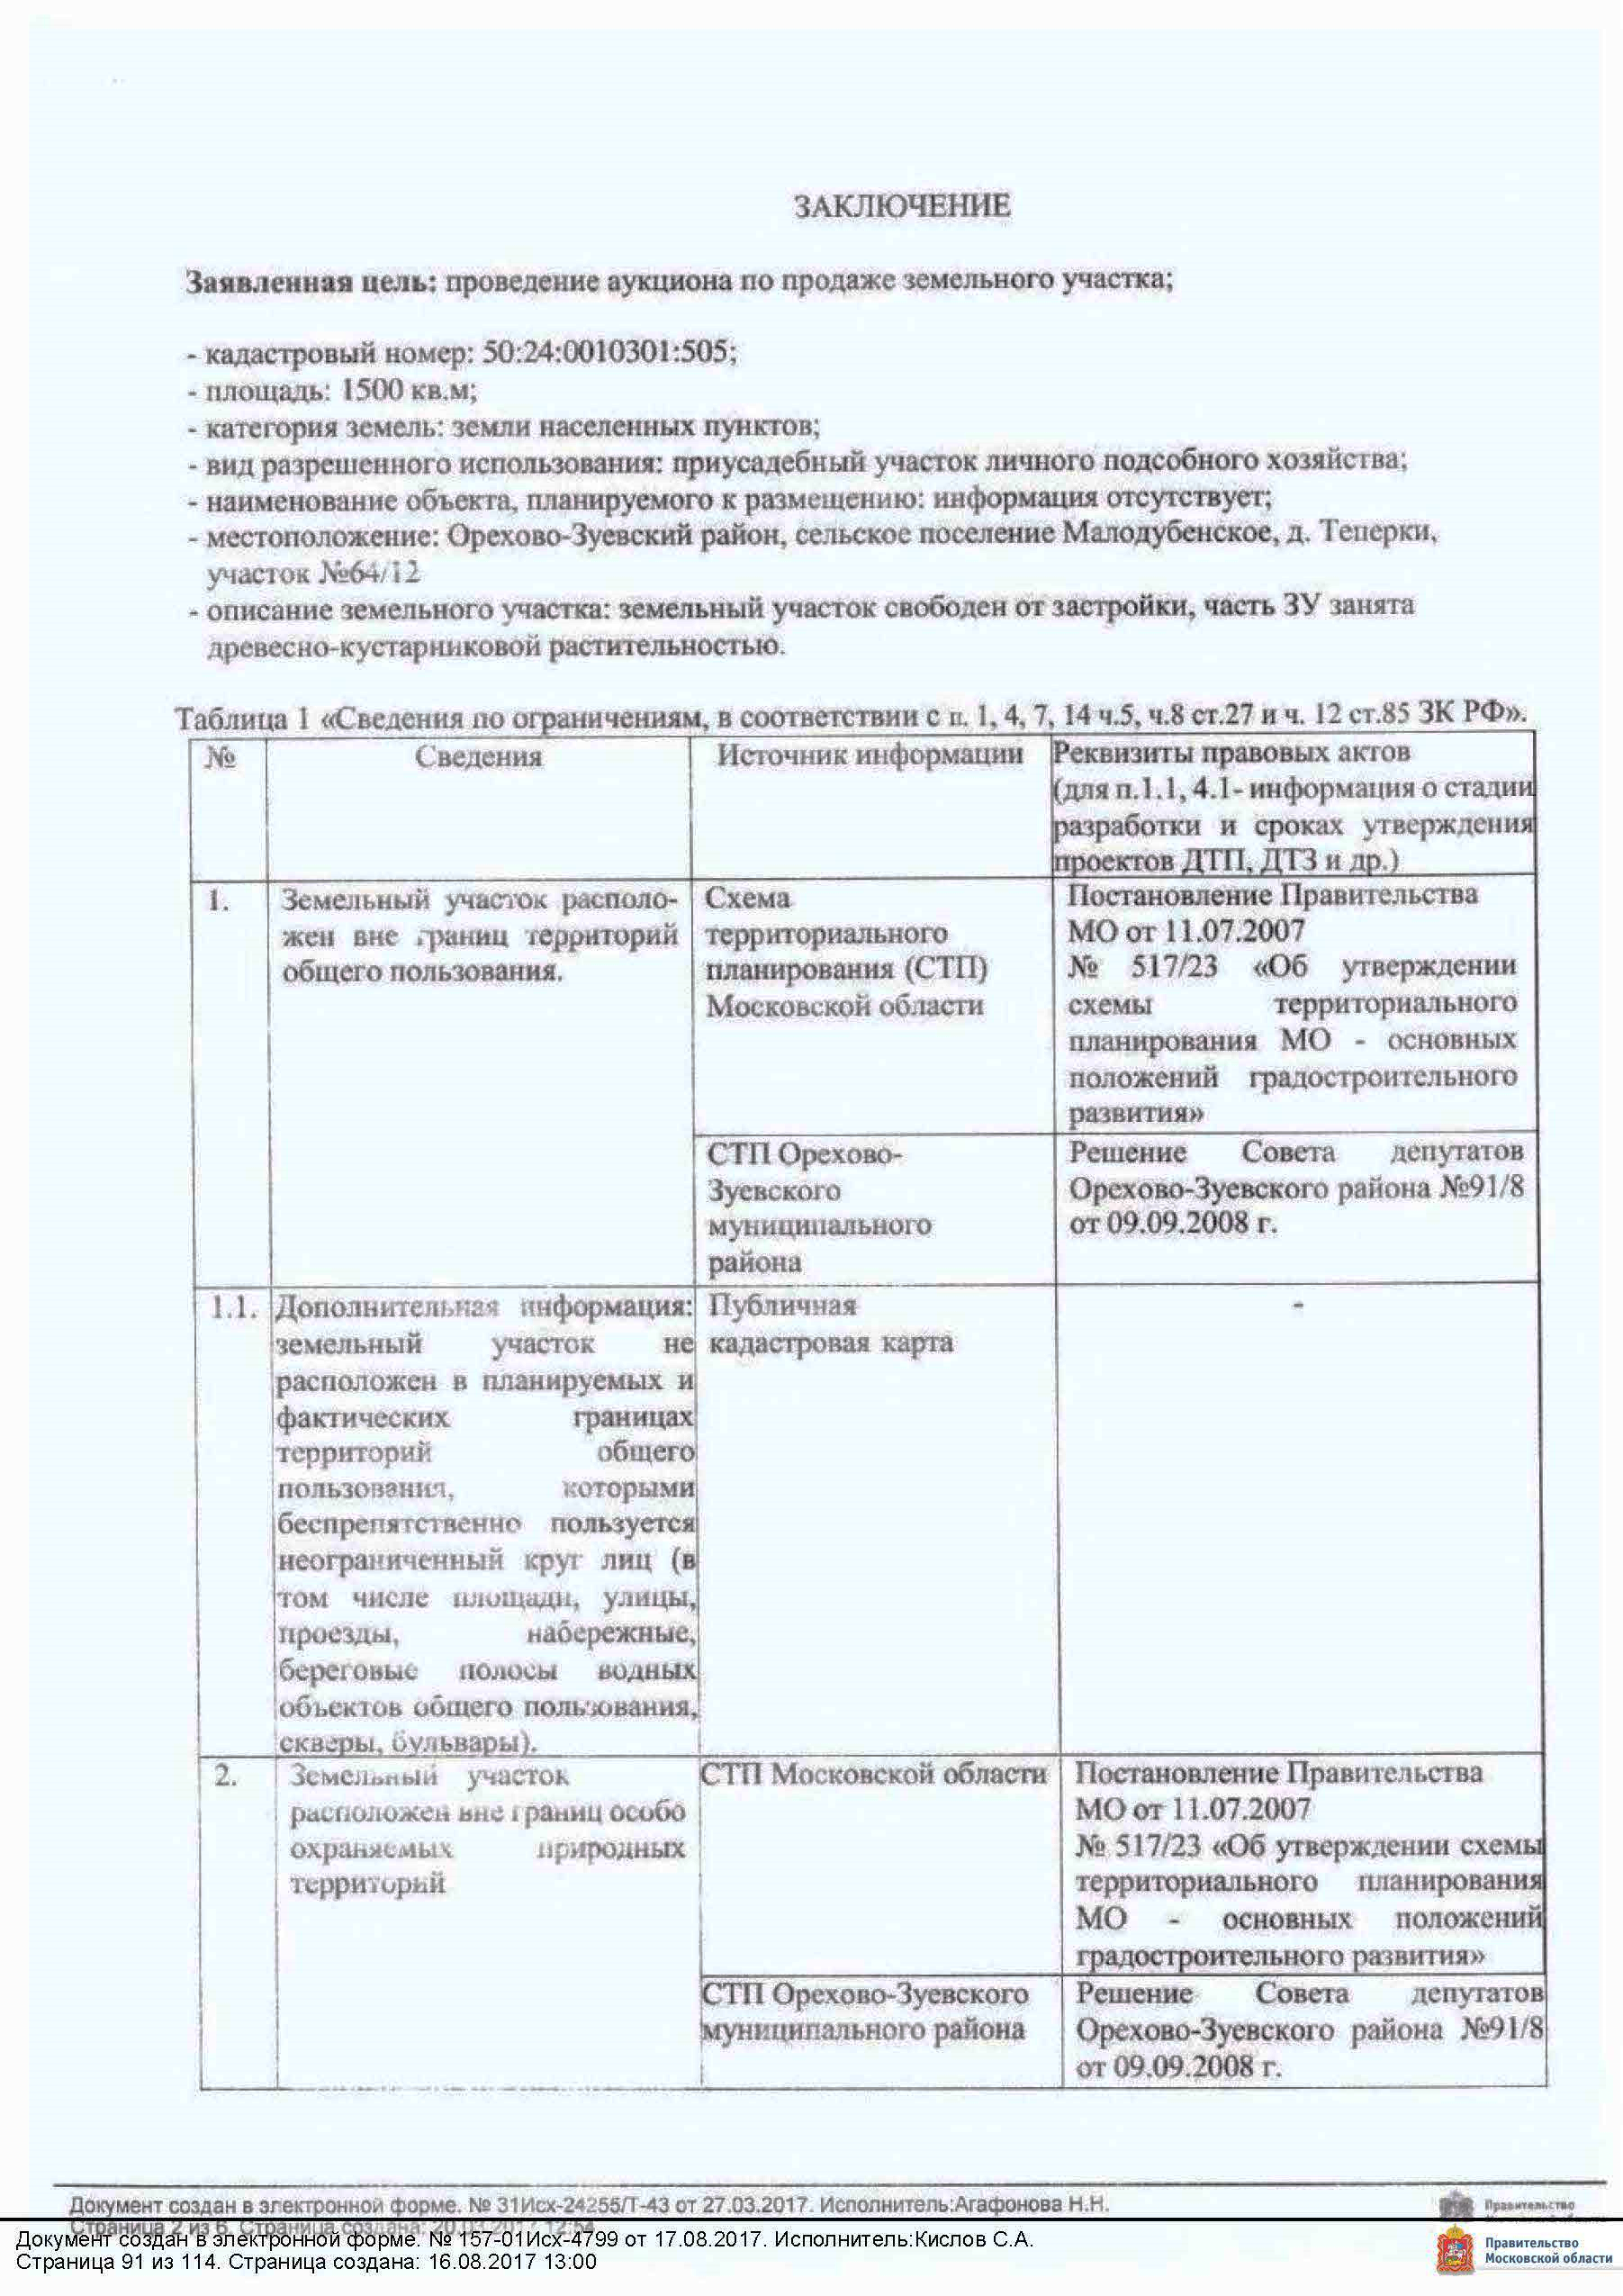 ЗАКЛЮЧЕНИЕ
Заявленная цель: проведение аукциона по продаже земельного участка;
- кадастровый номер: 50:24:0010301:505;
- площадь: 1500 кв.м;
- категория земель: земли населенных пунктов;
- вид разрешенного использования: приусадебный участок личного подсобного хозяйства;
- наименование объекта, планируемого к размещению: информация отсутствует;
- местоположение: Орехово-Зуевский район, сельское поселение Малодубенское, д. Теперки,
участок №64/12
- описание земельного участка: земельный участок свободен от застройки, часть ЗУ занята
древесно-кустарниковой растительностью.
Таблица 1 «Сведения по ограничениям, в соответствии с п. 1, 4, 7, 14 ч.5, ч.8 ст.27 и ч. 12 ст.85 ЗК РФ».
№
Сведения
Источник информации
Реквизиты правовых актов
(для п.1.1, 4.1- информация о стадии
разработки и сроках утверждения
проектов ДТП, ДТЗ и др.)
1.
Земельный участок располо-
жен вне границ территорий
общего пользования.
Схема
территориального
планирования (СТП)
Московской области
Постановление Правительства
МО от 11.07.2007
№ 517/23 «Об утверждении
схемы территориального
планирования МО - основных
положений градостроительного
развития»
СТП Орехово-
Зуевского
муниципального
района
Решение Совета депутатов
Орехово-Зуевского района №91/8
от 09.09.2008 г.
1.1.
Дополнительная информация:
земельный участок не
расположен в планируемых и
фактических границах
территорий общего
пользования, которыми
беспрепятственно пользуется
неограниченный круг лиц (в
том числе площади, улицы,
проезды, набережные,
береговые полосы водных
объектов общего пользования,
скверы, бульвары).
Публичная
кадастровая карта
-
2.
Земельный участок
расположен вне границ особо
охраняемых природных
территорий
СТП Московской области
Постановление Правительства
МО от 11.07.2007
№ 517/23 «Об утверждении схемы
территориального планирования
МО - основных положений
градостроительного развития»
СТП Орехово-Зуевского
муниципального района
Решение Совета депутатов
Орехово-Зуевского района №91/8
от 09.09.2008 г.
Документ создан в электронной форме. № 31Исх-24255/Т-43 от 27.03.2017. Исполнитель:Агафонова Н.Н.
Правительство
Страница 2 из 6. Страница создана:
Документ создан в электронной форме. № 157-01Исх-4799 от 17.08.2017. Исполнитель:Кислов С.А.
Страница 91 из 114. Страница создана: 16.08.2017 13:00
Правительство
Московской области